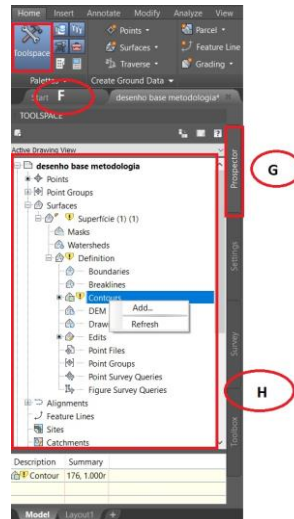 Home Insert Annotate Modify Analyze View
Toolspace
Points
Surfaces
Traverse
Parcel
Feature Line
Grading
Palettes Create Ground Data
Start F desenho base metodologia*
TOOLSPACE
Active Drawing View
desenho base metodologia
Points
Point Groups
Surfaces
Superfície (1) (1)
Masks
Watersheds
Definition
Boundaries
Breaklines
Contours
Add...
DEM
Refresh
Draw
Edits
Point Files
Point Groups
Point Survey Queries
Figure Survey Queries
Alignments
Feature Lines
Sites
Catchments
Prospector
G
Settings
Survey
H
Toolbox
Description Summary
Contour 176, 1.000r
Model Layout1 +